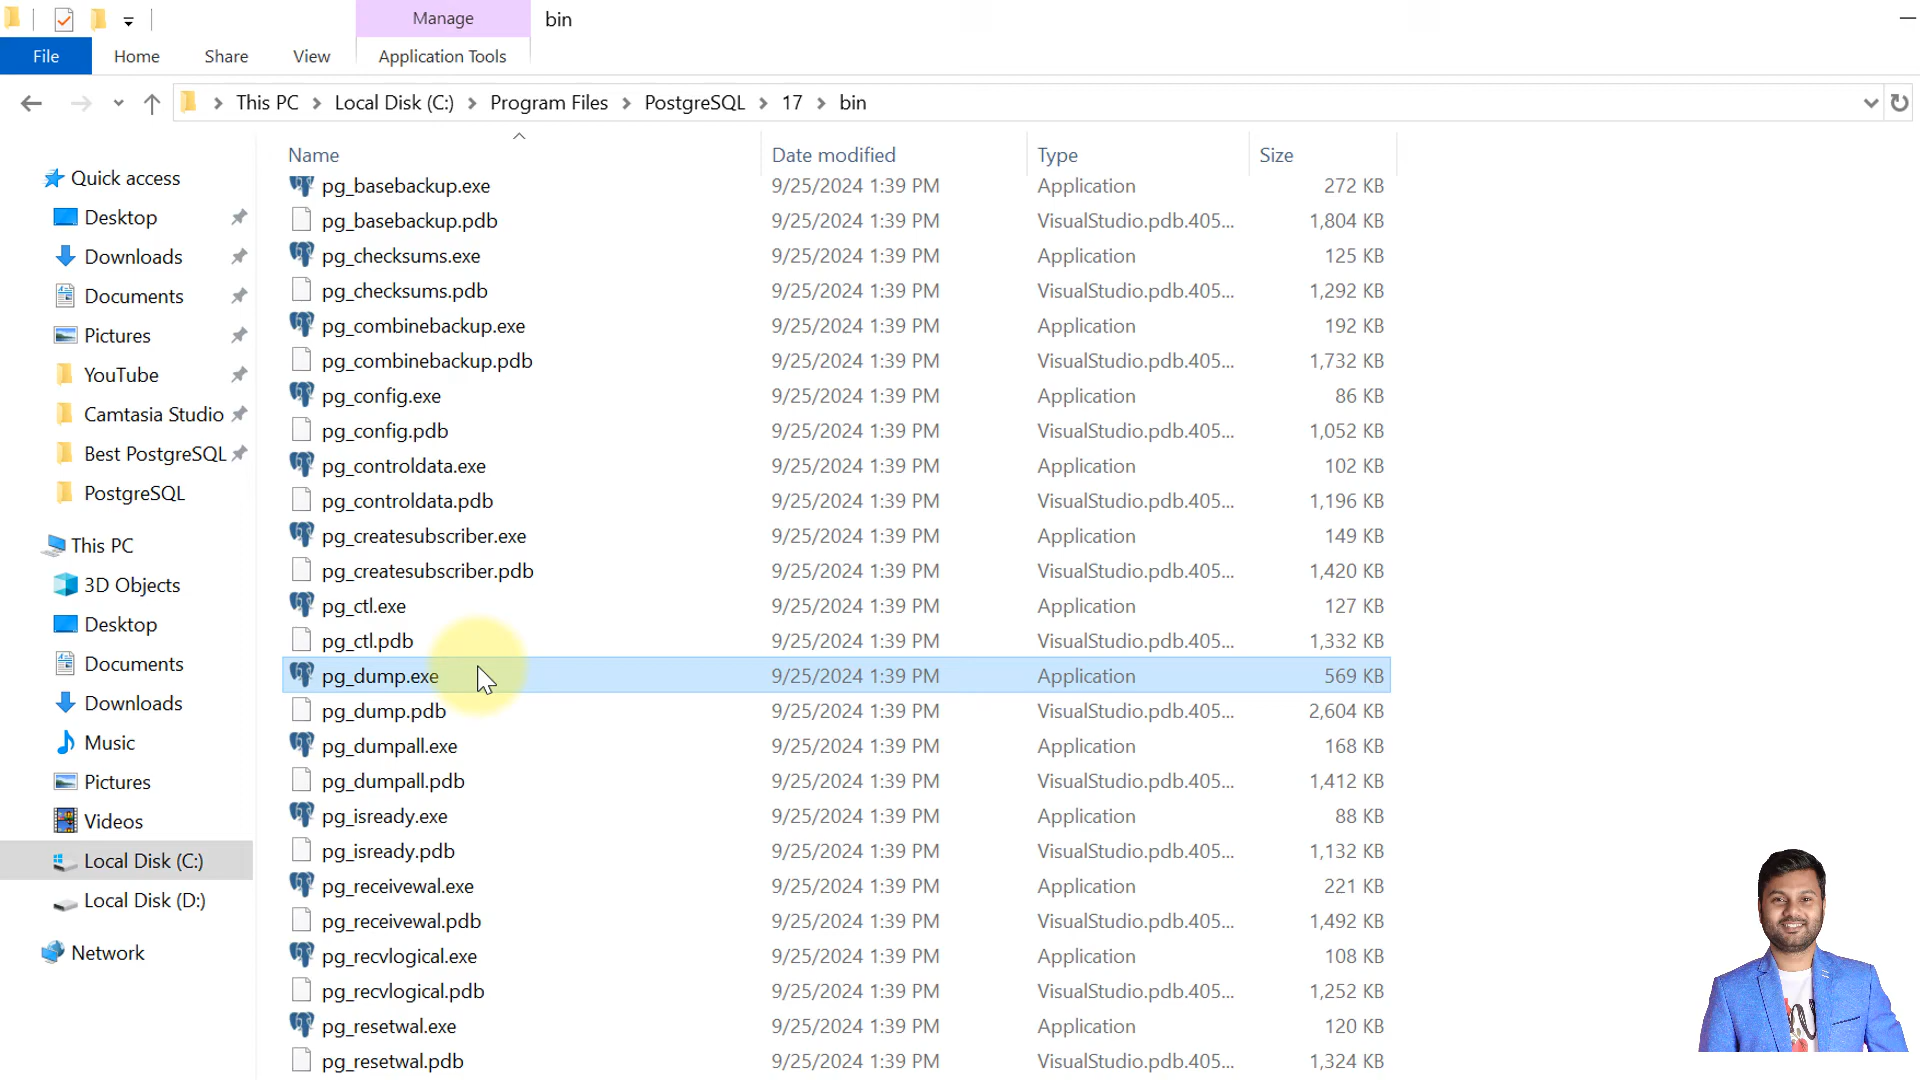 Manage bin
File Home Share View Application Tools
This PC Local Disk (C:) Program Files PostgreSQL 17 bin
Name Date modified Type Size
Quick access
Desktop
Downloads
Documents
Pictures
YouTube
Camtasia Studio
Best PostgreSQL
PostgreSQL
This PC
3D Objects
Desktop
Documents
Downloads
Music
Pictures
Videos
Local Disk (C:)
Local Disk (D:)
Network
pg_basebackup.exe 9/25/2024 1:39 PM Application 272 KB
pg_basebackup.pdb 9/25/2024 1:39 PM VisualStudio.pdb.405... 1,804 KB
pg_checksums.exe 9/25/2024 1:39 PM Application 125 KB
pg_checksums.pdb 9/25/2024 1:39 PM VisualStudio.pdb.405... 1,292 KB
pg_combinebackup.exe 9/25/2024 1:39 PM Application 192 KB
pg_combinebackup.pdb 9/25/2024 1:39 PM VisualStudio.pdb.405... 1,732 KB
pg_config.exe 9/25/2024 1:39 PM Application 86 KB
pg_config.pdb 9/25/2024 1:39 PM VisualStudio.pdb.405... 1,052 KB
pg_controldata.exe 9/25/2024 1:39 PM Application 102 KB
pg_controldata.pdb 9/25/2024 1:39 PM VisualStudio.pdb.405... 1,196 KB
pg_createsubscriber.exe 9/25/2024 1:39 PM Application 149 KB
pg_createsubscriber.pdb 9/25/2024 1:39 PM VisualStudio.pdb.405... 1,420 KB
pg_ctl.exe 9/25/2024 1:39 PM Application 127 KB
pg_ctl.pdb 9/25/2024 1:39 PM VisualStudio.pdb.405... 1,332 KB
pg_dump.exe 9/25/2024 1:39 PM Application 569 KB
pg_dump.pdb 9/25/2024 1:39 PM VisualStudio.pdb.405... 2,604 KB
pg_dumpall.exe 9/25/2024 1:39 PM Application 168 KB
pg_dumpall.pdb 9/25/2024 1:39 PM VisualStudio.pdb.405... 1,412 KB
pg_isready.exe 9/25/2024 1:39 PM Application 88 KB
pg_isready.pdb 9/25/2024 1:39 PM VisualStudio.pdb.405... 1,132 KB
pg_receivewal.exe 9/25/2024 1:39 PM Application 221 KB
pg_receivewal.pdb 9/25/2024 1:39 PM VisualStudio.pdb.405... 1,492 KB
pg_recvlogical.exe 9/25/2024 1:39 PM Application 108 KB
pg_recvlogical.pdb 9/25/2024 1:39 PM VisualStudio.pdb.405... 1,252 KB
pg_resetwal.exe 9/25/2024 1:39 PM Application 120 KB
pg_resetwal.pdb 9/25/2024 1:39 PM VisualStudio.pdb.405... 1,324 KB